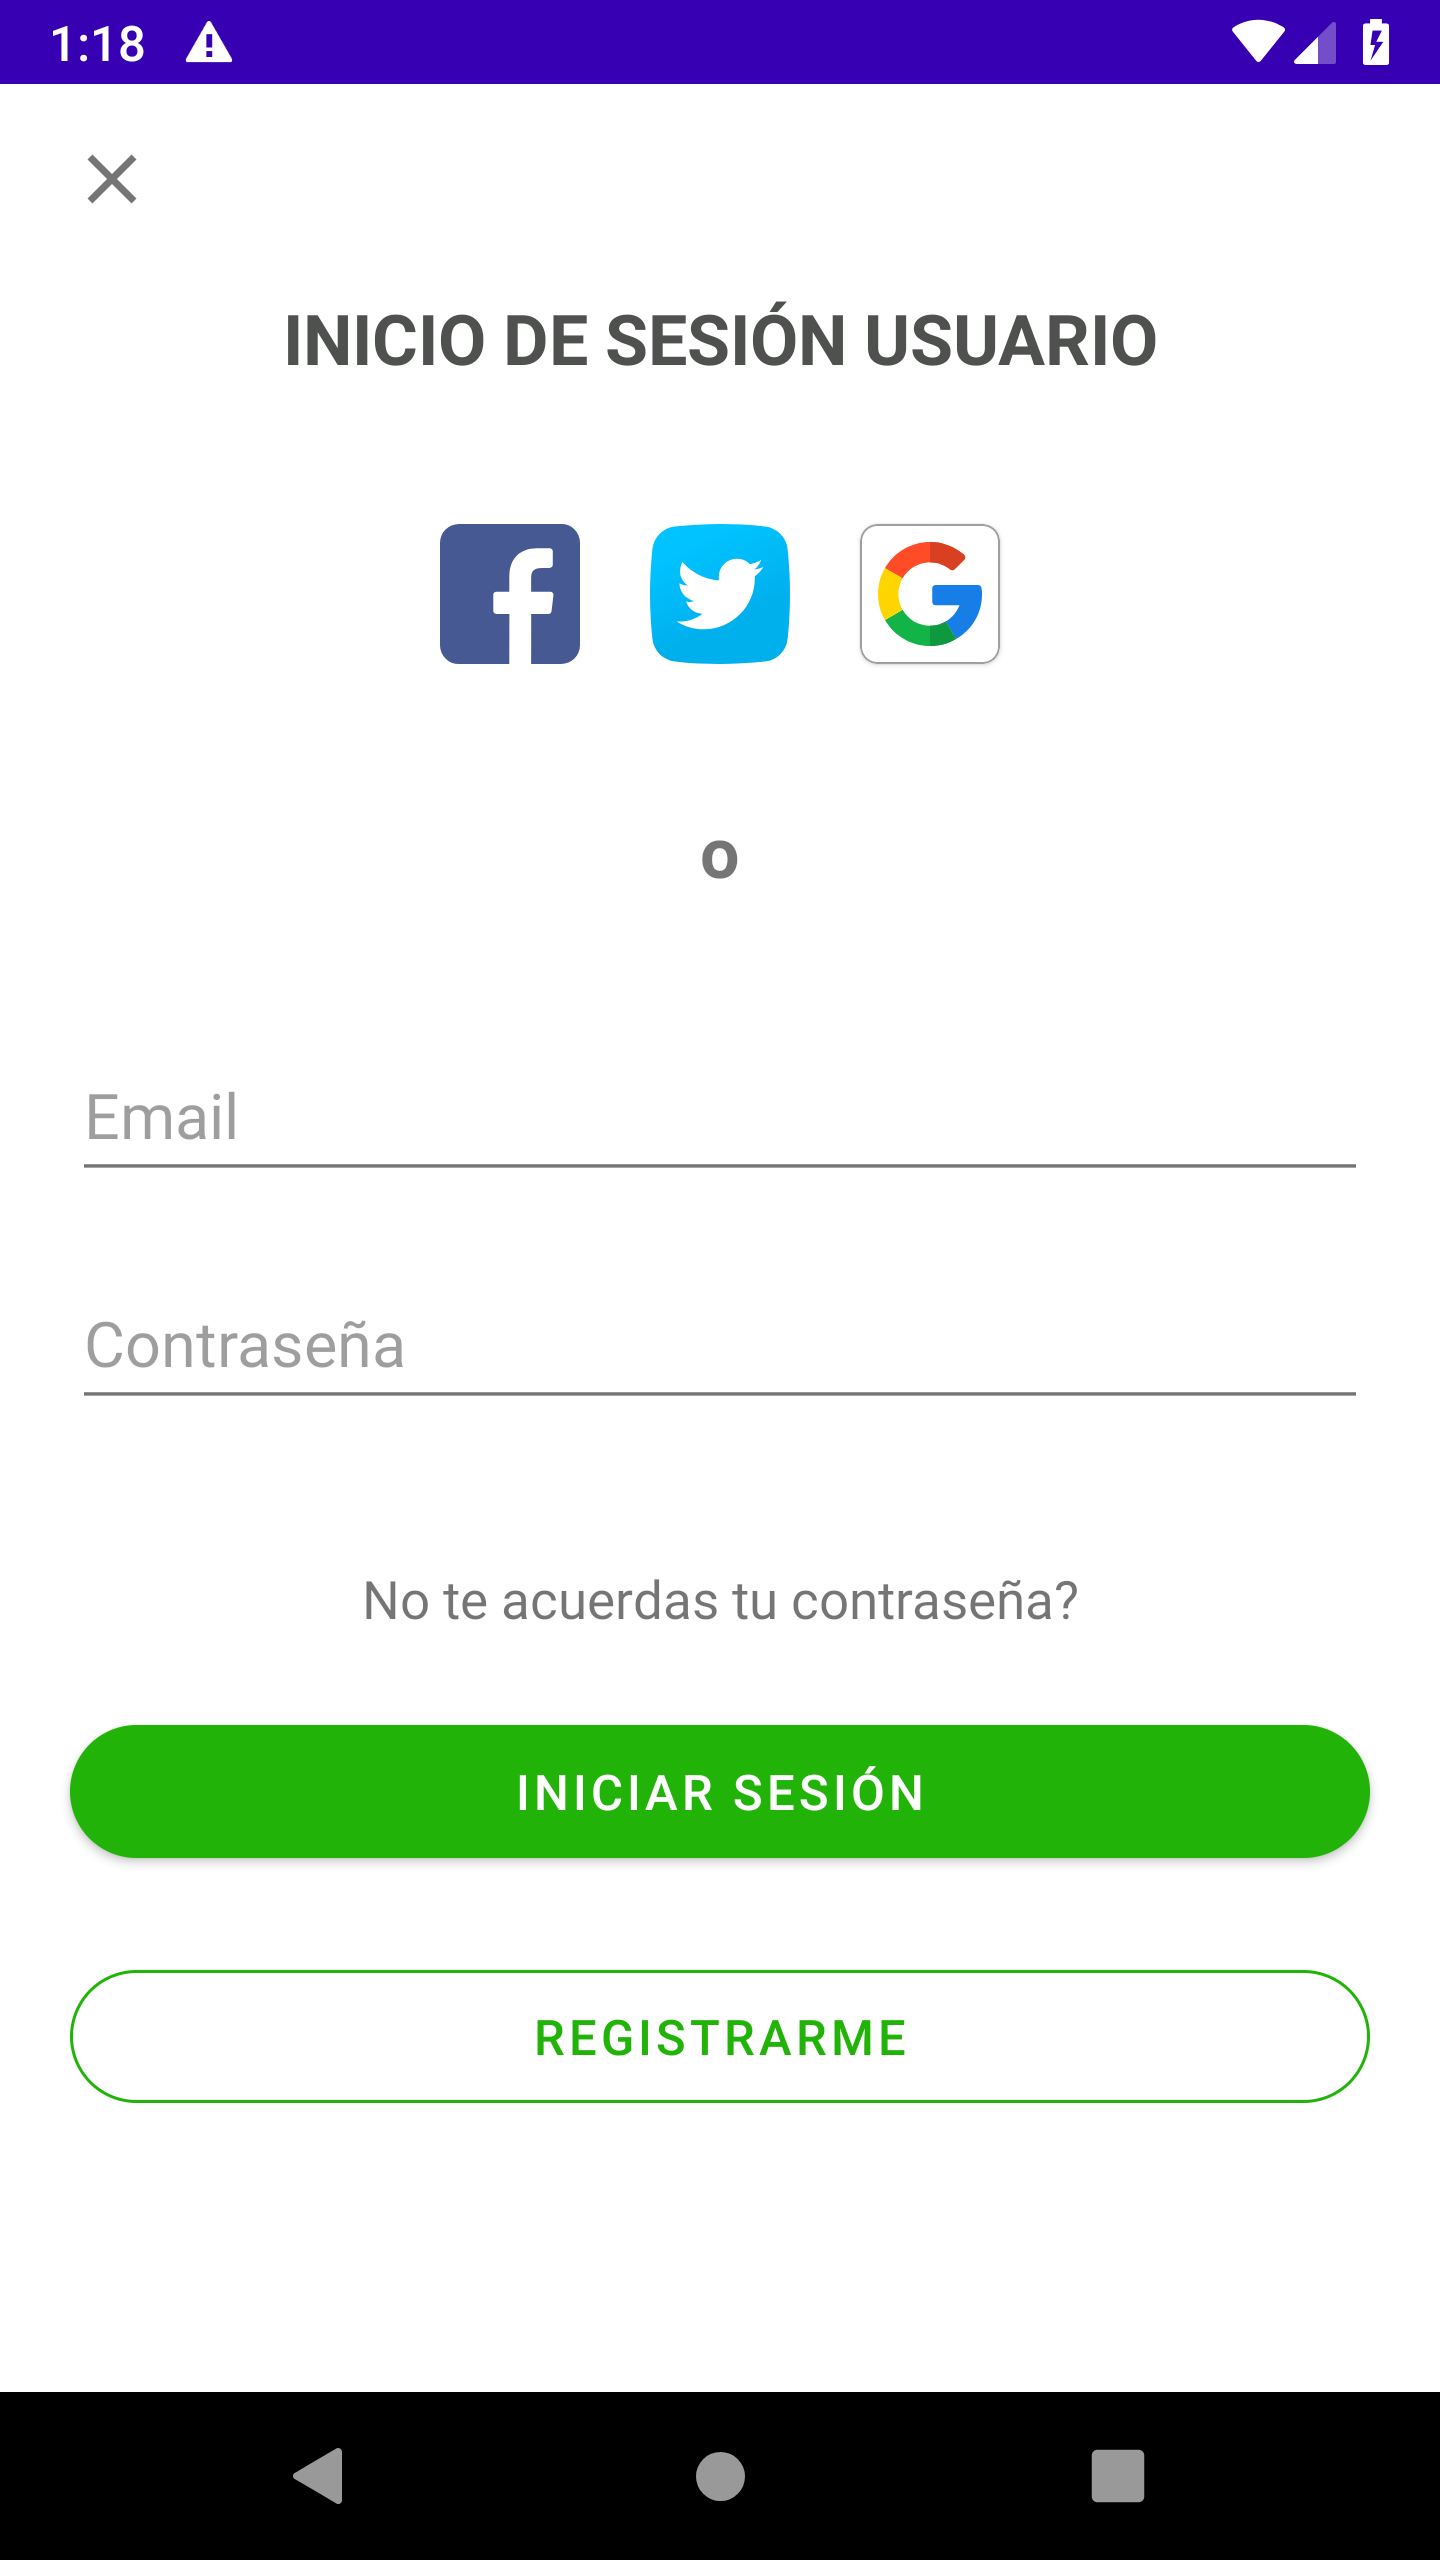 1:18
INICIO DE SESIÓN USUARIO
o
Email
Contraseña
No te acuerdas tu contraseña?
INICIAR SESIÓN
REGISTRARME